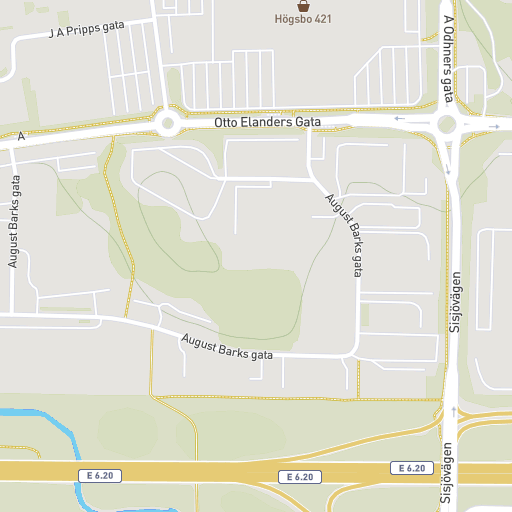 Högsbo 421
J A Pripps gata
A Odhners gata
Otto Elanders Gata
A
August Barks gata
August Barks gata
Sisjövägen
August Barks gata
E 6.20
E 6.20
E 6.20
Sisjövägen